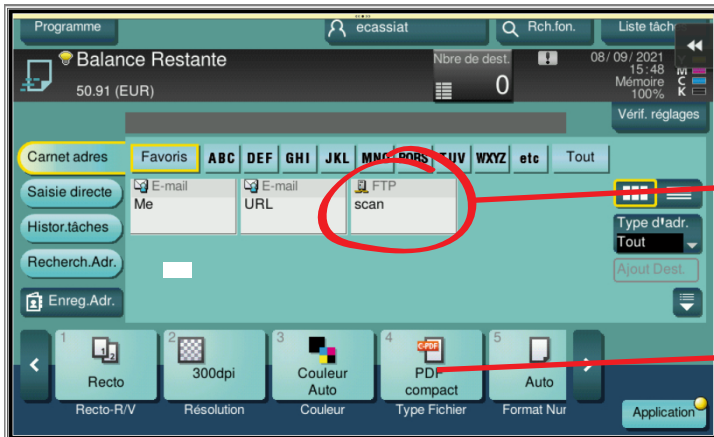 Programme
ecassiat
Rch.fon.
Liste tâch
Balance Restante
50.91 (EUR)
Nbre de dest.
0
08/09/2021
15:48
Mémoire
100%
M
C
K
Vérif. réglages
Carnet adres
Favoris ABC DEF GHI JKL MNO PQRS TUV WXYZ etc Tout
Saisie directe
Histor.tâches
Recherch.Adr.
Enreg.Adr.
E-mail
Me
E-mail
URL
FTP
scan
Type d'adr.
Tout
Ajout Dest.
1
Recto
Recto-R/V
2
300dpi
Résolution
3
Couleur
Auto
Couleur
4
C-PDF
PDF
compact
Type Fichier
5
Auto
Format Nur
Application